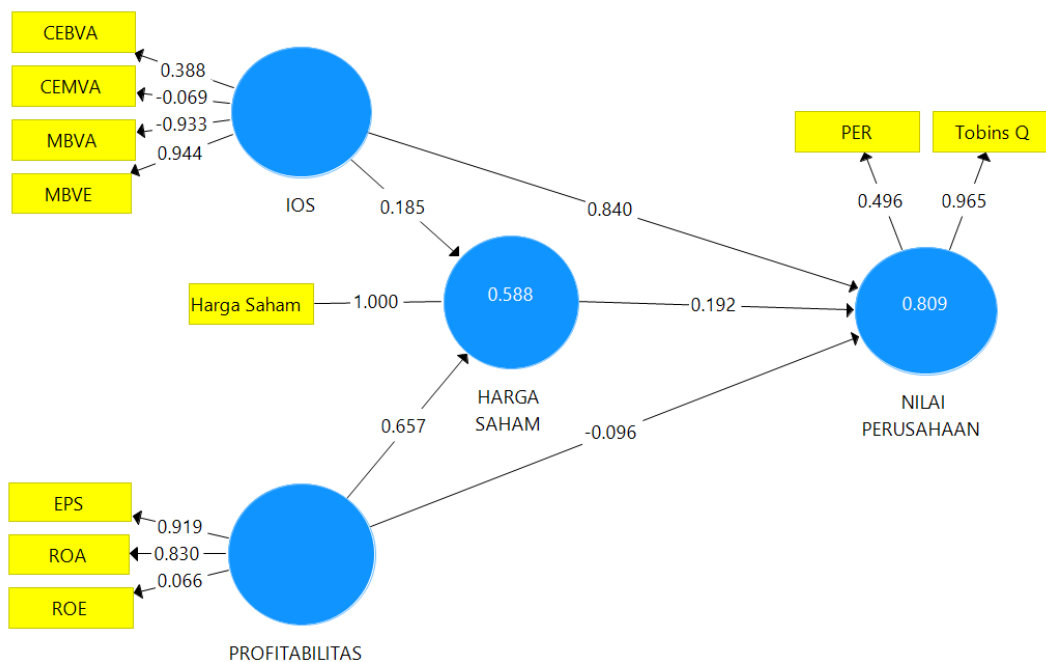 CEBVA
CEMVA
MBVA
MBVE
0.388
-0.069
-0.933
0.944
IOS
PER
Tobins Q
0.496
0.965
0.185
0.840
Harga Saham
1.000
0.588
0.192
0.809
HARGA
SAHAM
NILAI
PERUSAHAAN
0.657
-0.096
EPS
ROA
ROE
0.919
0.830
0.066
PROFITABILITAS